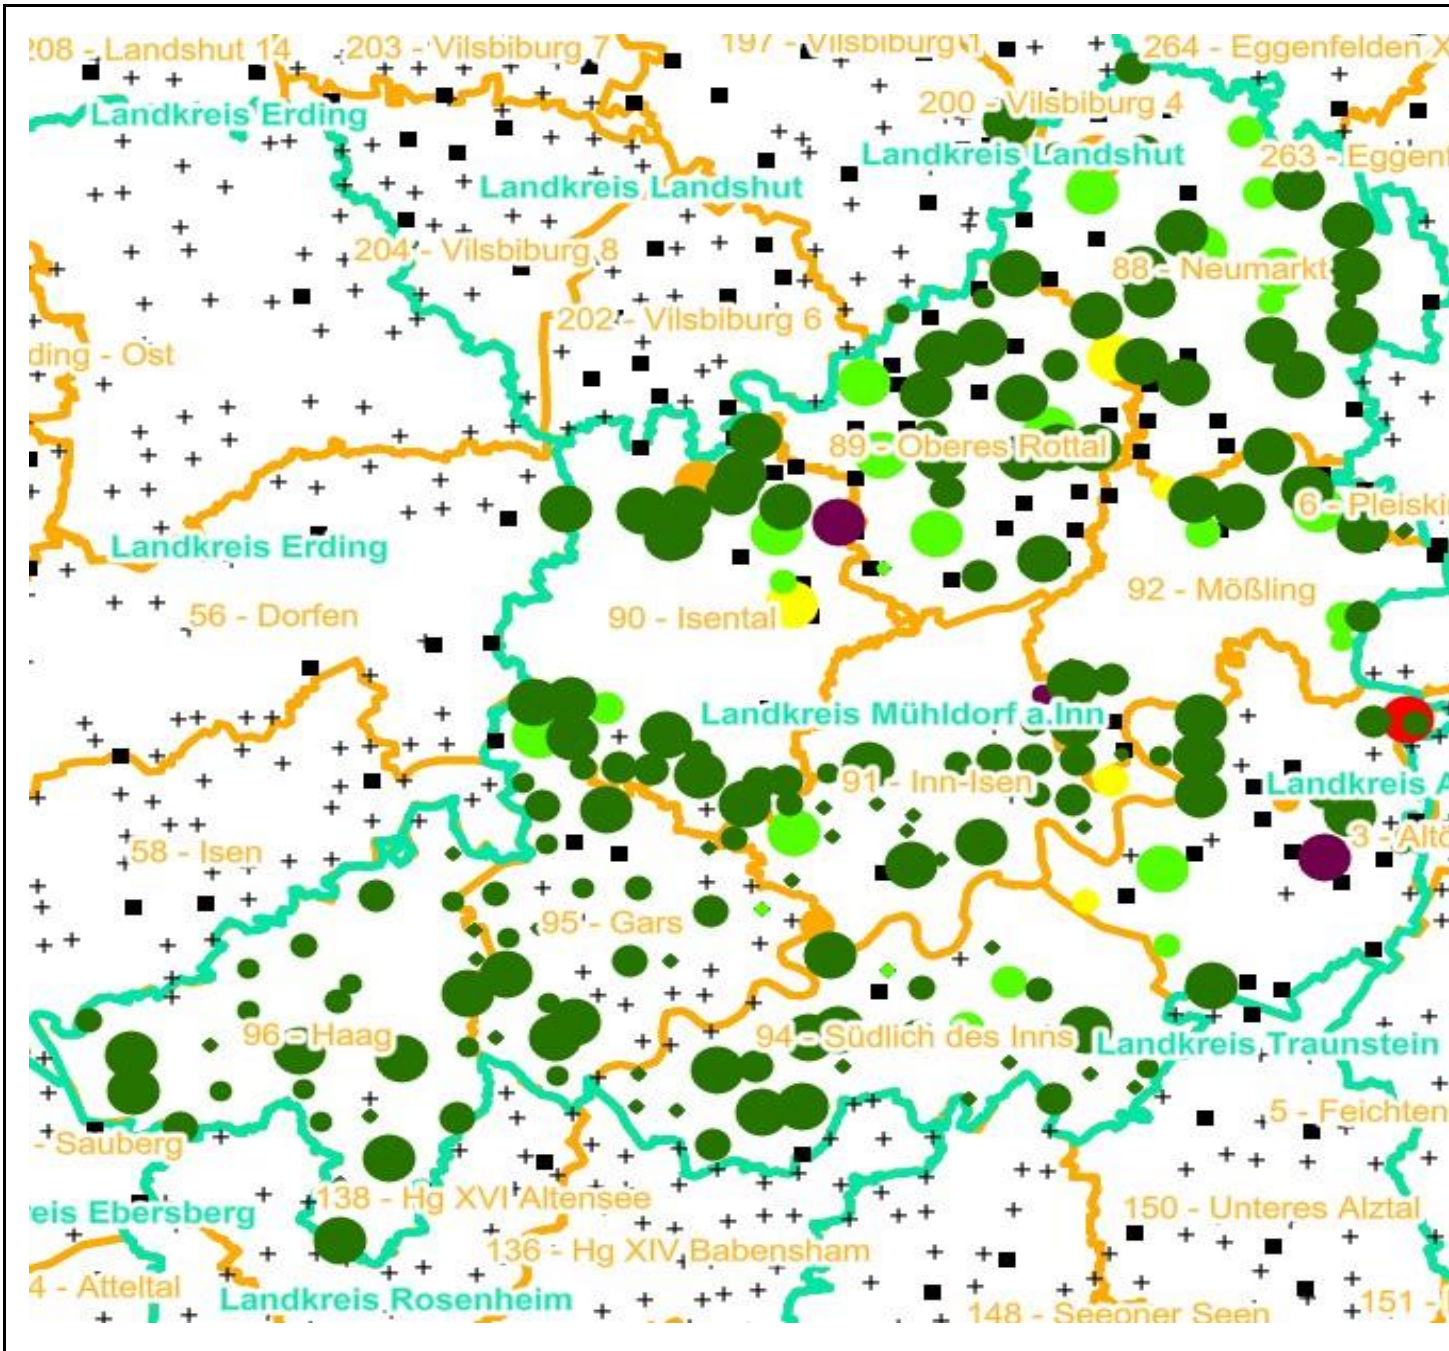 208 - Landshut 14
203 - Vilsbiburg 7
197 - Vilsbiburg 1
264 - Eggenfelden X
Landkreis Erding
200 - Vilsbiburg 4
Landkreis Landshut
263 - Eggenf
Landkreis Landshut
204 - Vilsbiburg 8
88 - Neumarkt
202 - Vilsbiburg 6
ding - Ost
89 - Oberes Rottal
6 - Pleiski
Landkreis Erding
56 - Dorfen
90 - Isental
92 - Mößling
Landkreis Mühldorf a.Inn
91 - Inn-Isen
Landkreis A
58 - Isen
3 - Altö
95 - Gars
96 - Haag
94 - Südlich des Inns
Landkreis Traunstein
5 - Feichten
- Sauberg
138 - Hg XVI Altensee
150 - Unteres Alztal
eis Ebersberg
136 - Hg XIV Babensham
4 - Atteltal
Landkreis Rosenheim
148 - Seeoner Seen
151 -